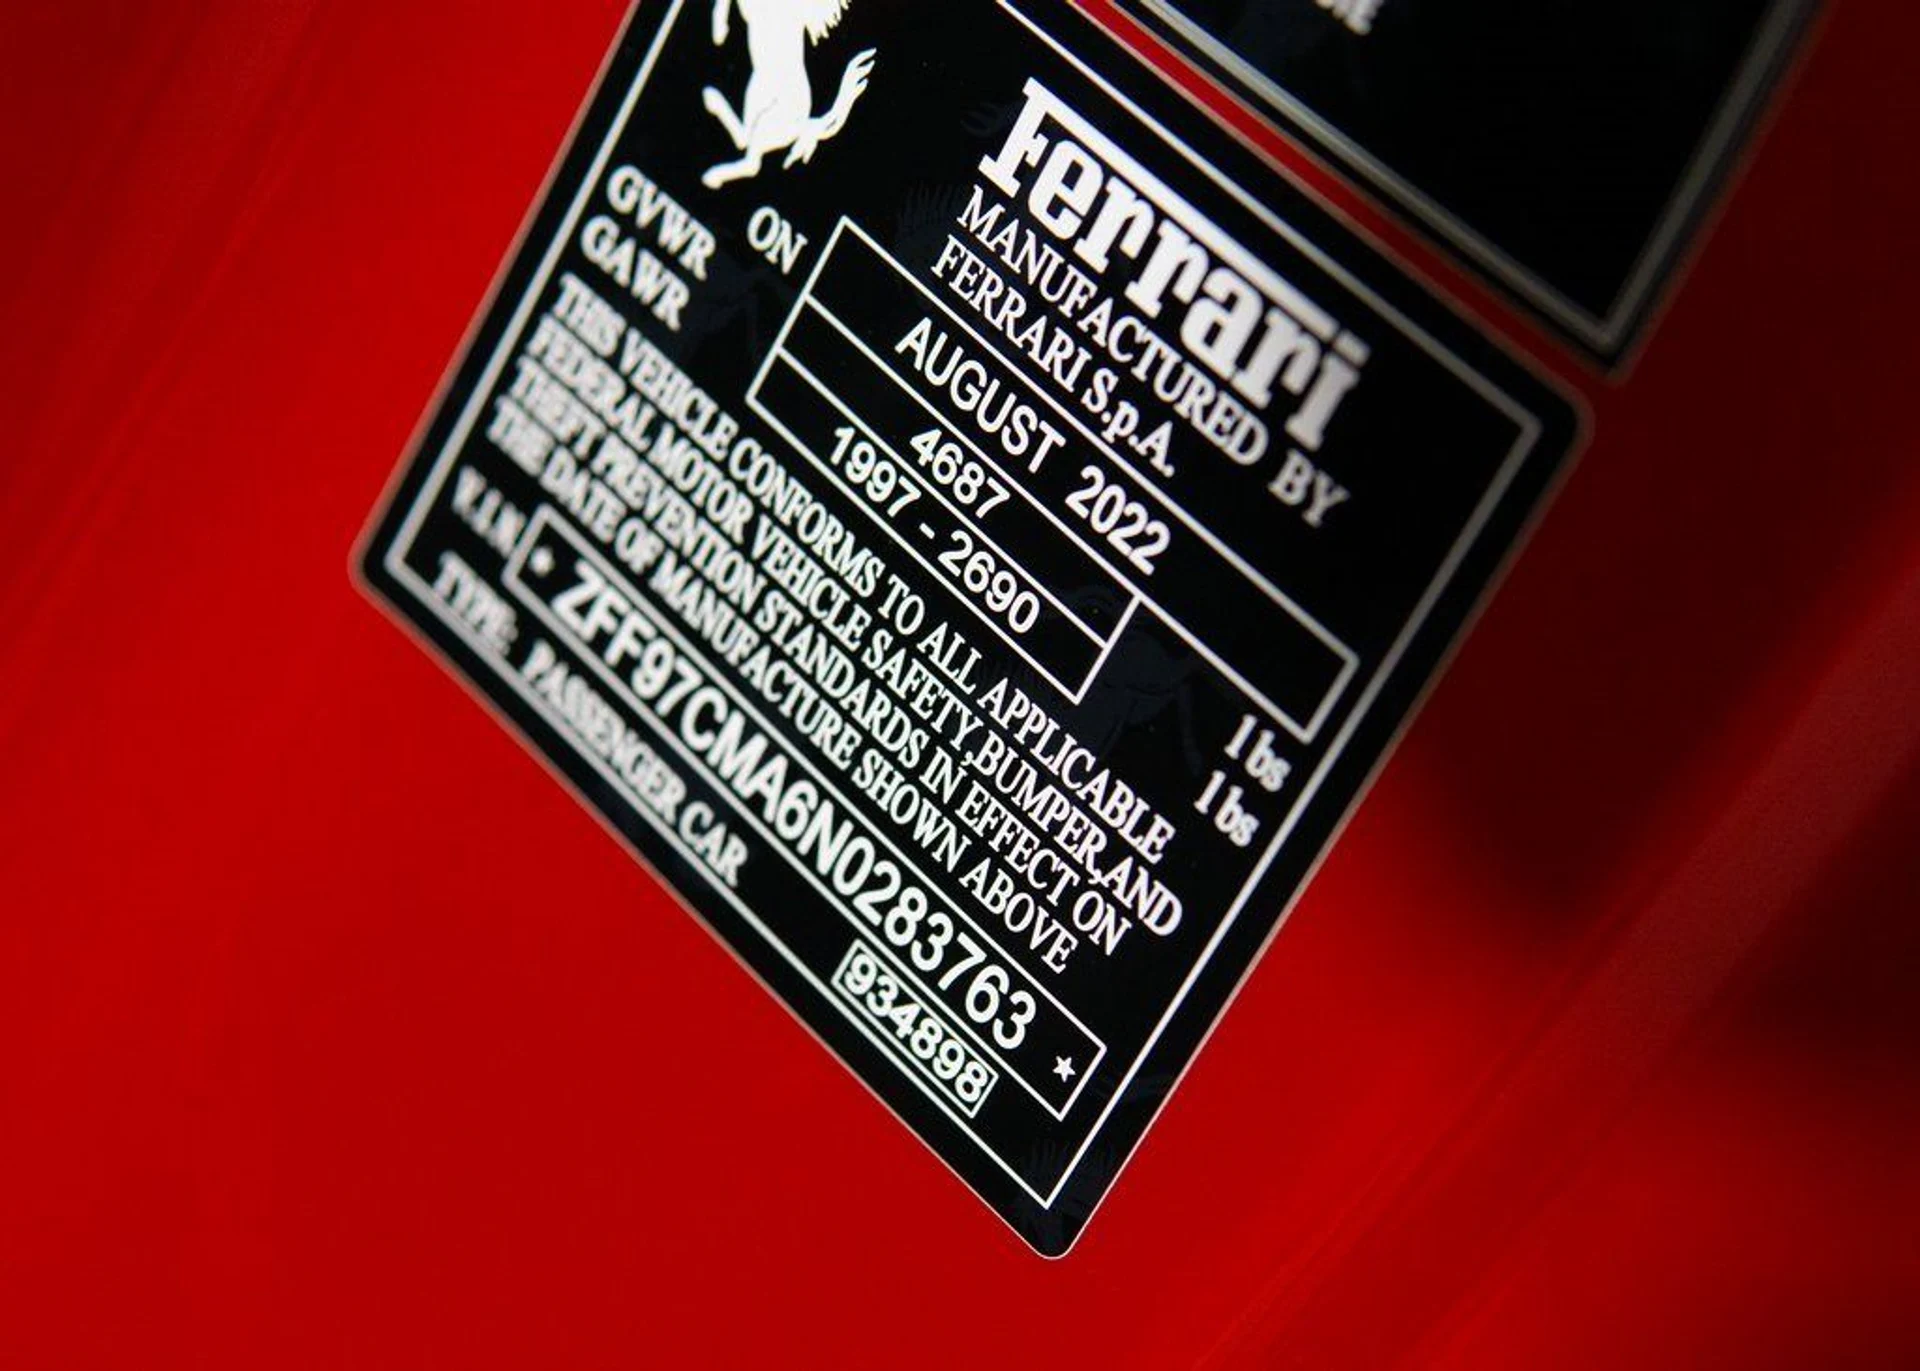 Ferrari
MANUFACTURED BY
FERRARI S.p.A.
ON AUGUST 2022
GVWR 4687 lbs
GAWR 1997 - 2690 lbs
THIS VEHICLE CONFORMS TO ALL APPLICABLE
FEDERAL MOTOR VEHICLE SAFETY,BUMPER,AND
THEFT PREVENTION STANDARDS IN EFFECT ON
THE DATE OF MANUFACTURE SHOWN ABOVE
V.I.N. ★ ZFF97CMA6N0283763 ★
TYPE: PASSENGER CAR 934898